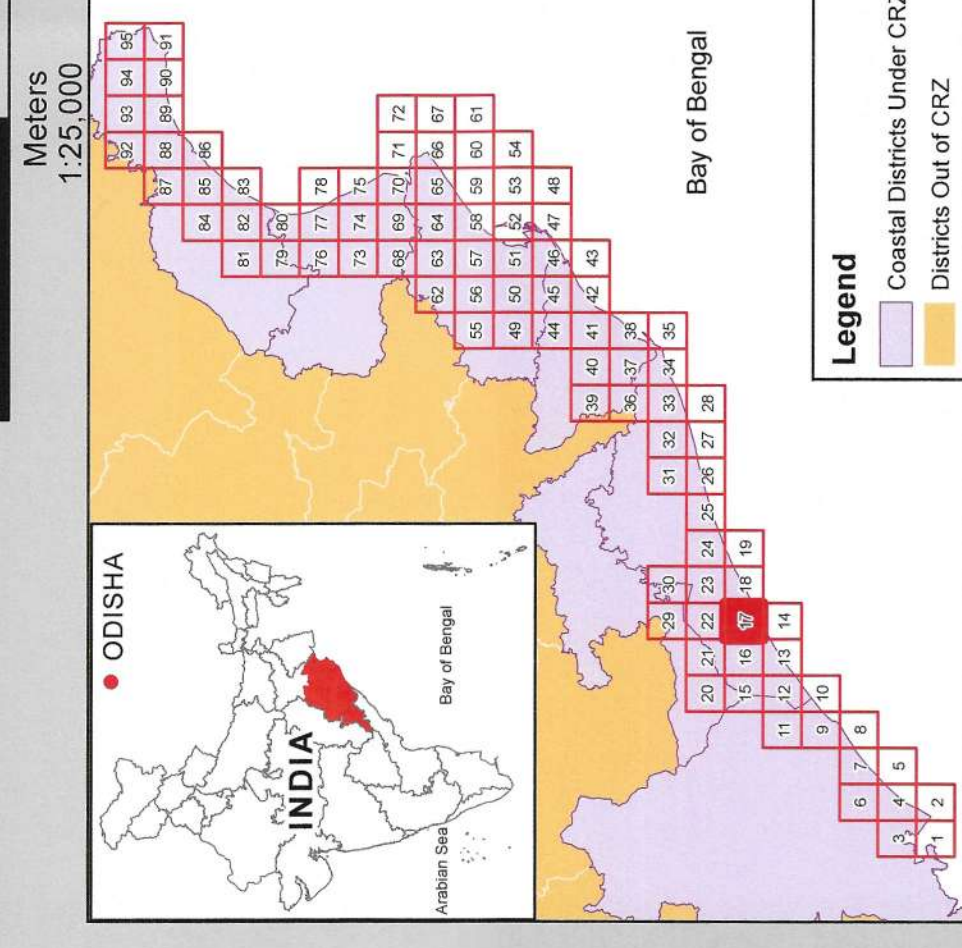 Meters
1:25,000
ODISHA
INDIA
Arabian Sea
Bay of Bengal
92 93 94 95
87 88 89 90 91
84 85 86
81 82 83
79 80
76 77 78
73 74 75
68 69 70 71 72
62 63 64 65 66 67
55 56 57 58 59 60 61
49 50 51 52 53 54
44 45 46 47 48
39 40 41 42 43
36 37 38
29 30 31 32 33 34 35
20 21 22 23 24 25 26 27 28
15 16 17 18 19
11 12 13 14
9 10
6 7 8
3 4 5
1 2
Bay of Bengal
Legend
Coastal Districts Under CRZ
Districts Out of CRZ